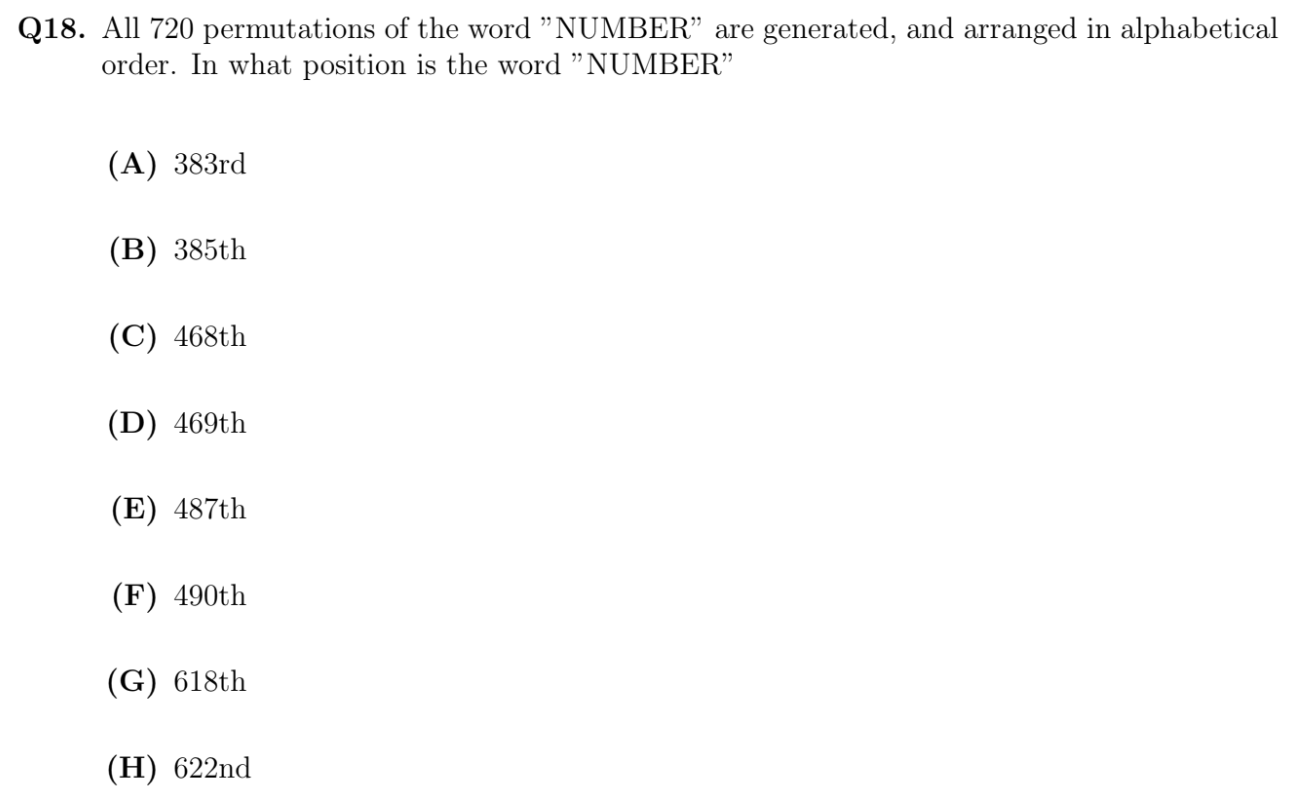 Q18. All 720 permutations of the word ”NUMBER” are generated, and arranged in alphabetical
order. In what position is the word ”NUMBER”
(A) 383rd
(B) 385th
(C) 468th
(D) 469th
(E) 487th
(F) 490th
(G) 618th
(H) 622nd